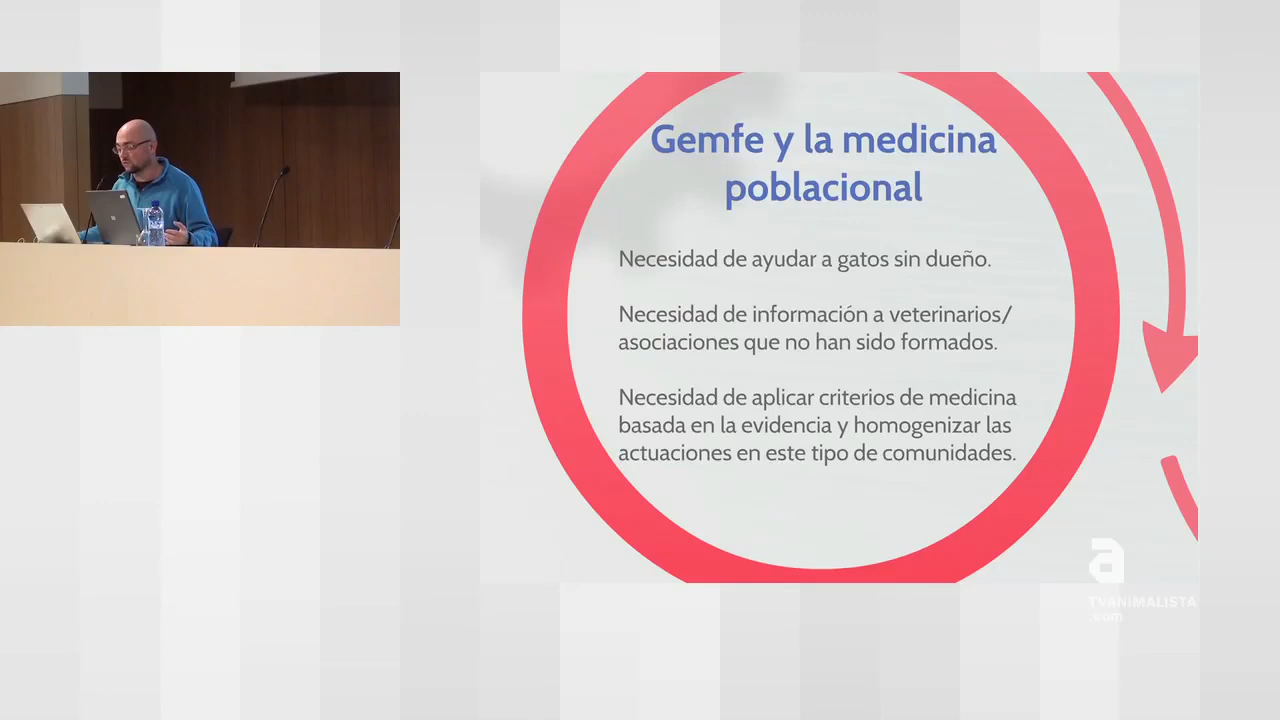 Gemfe y la medicina
poblacional
Necesidad de ayudar a gatos sin dueño.
Necesidad de información a veterinarios/
asociaciones que no han sido formados.
Necesidad de aplicar criterios de medicina
basada en la evidencia y homogenizar las
actuaciones en este tipo de comunidades.
a
TVANIMALISTA
.com